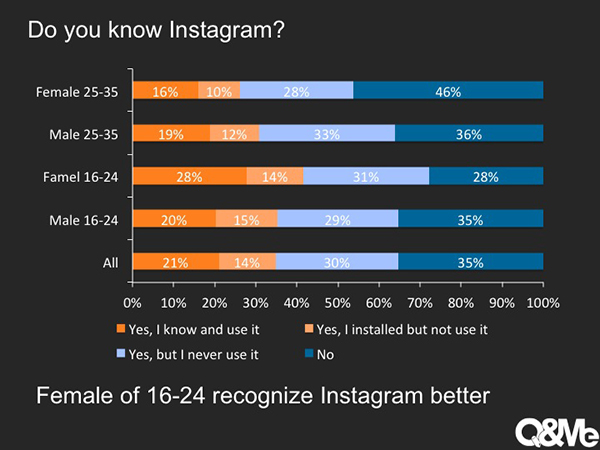 Do you know Instagram?
Female 25-35 16% 10% 28% 46%
Male 25-35 19% 12% 33% 36%
Famel 16-24 28% 14% 31% 28%
Male 16-24 20% 15% 29% 35%
All 21% 14% 30% 35%
0% 10% 20% 30% 40% 50% 60% 70% 80% 90% 100%
Yes, I know and use it Yes, I installed but not use it
Yes, but I never use it No
Female of 16-24 recognize Instagram better
Q&Me